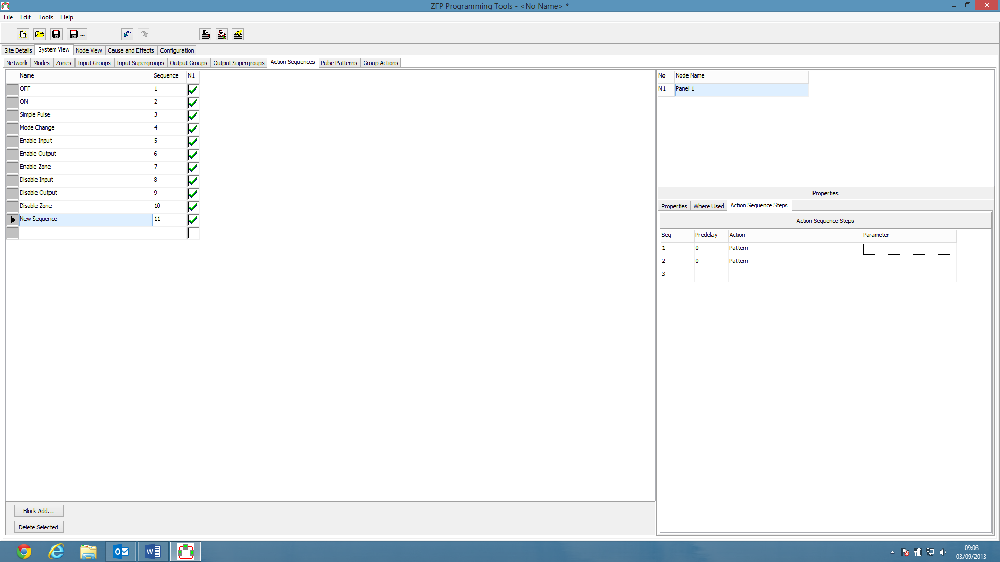 ZFP Programming Tools - <No Name> *
File Edit Tools Help
...
Site Details System View Node View Cause and Effects Configuration
Network Modes Zones Input Groups Input Supergroups Output Groups Output Supergroups Action Sequences Pulse Patterns Group Actions
Name Sequence N1
OFF 1
ON 2
Simple Pulse 3
Mode Change 4
Enable Input 5
Enable Output 6
Enable Zone 7
Disable Input 8
Disable Output 9
Disable Zone 10
New Sequence 11
Block Add...
Delete Selected
No Node Name
N1 Panel 1
Properties
Properties Where Used Action Sequence Steps
Action Sequence Steps
Seq Predelay Action Parameter
1 0 Pattern
2 0 Pattern
3
09:03
03/09/2013